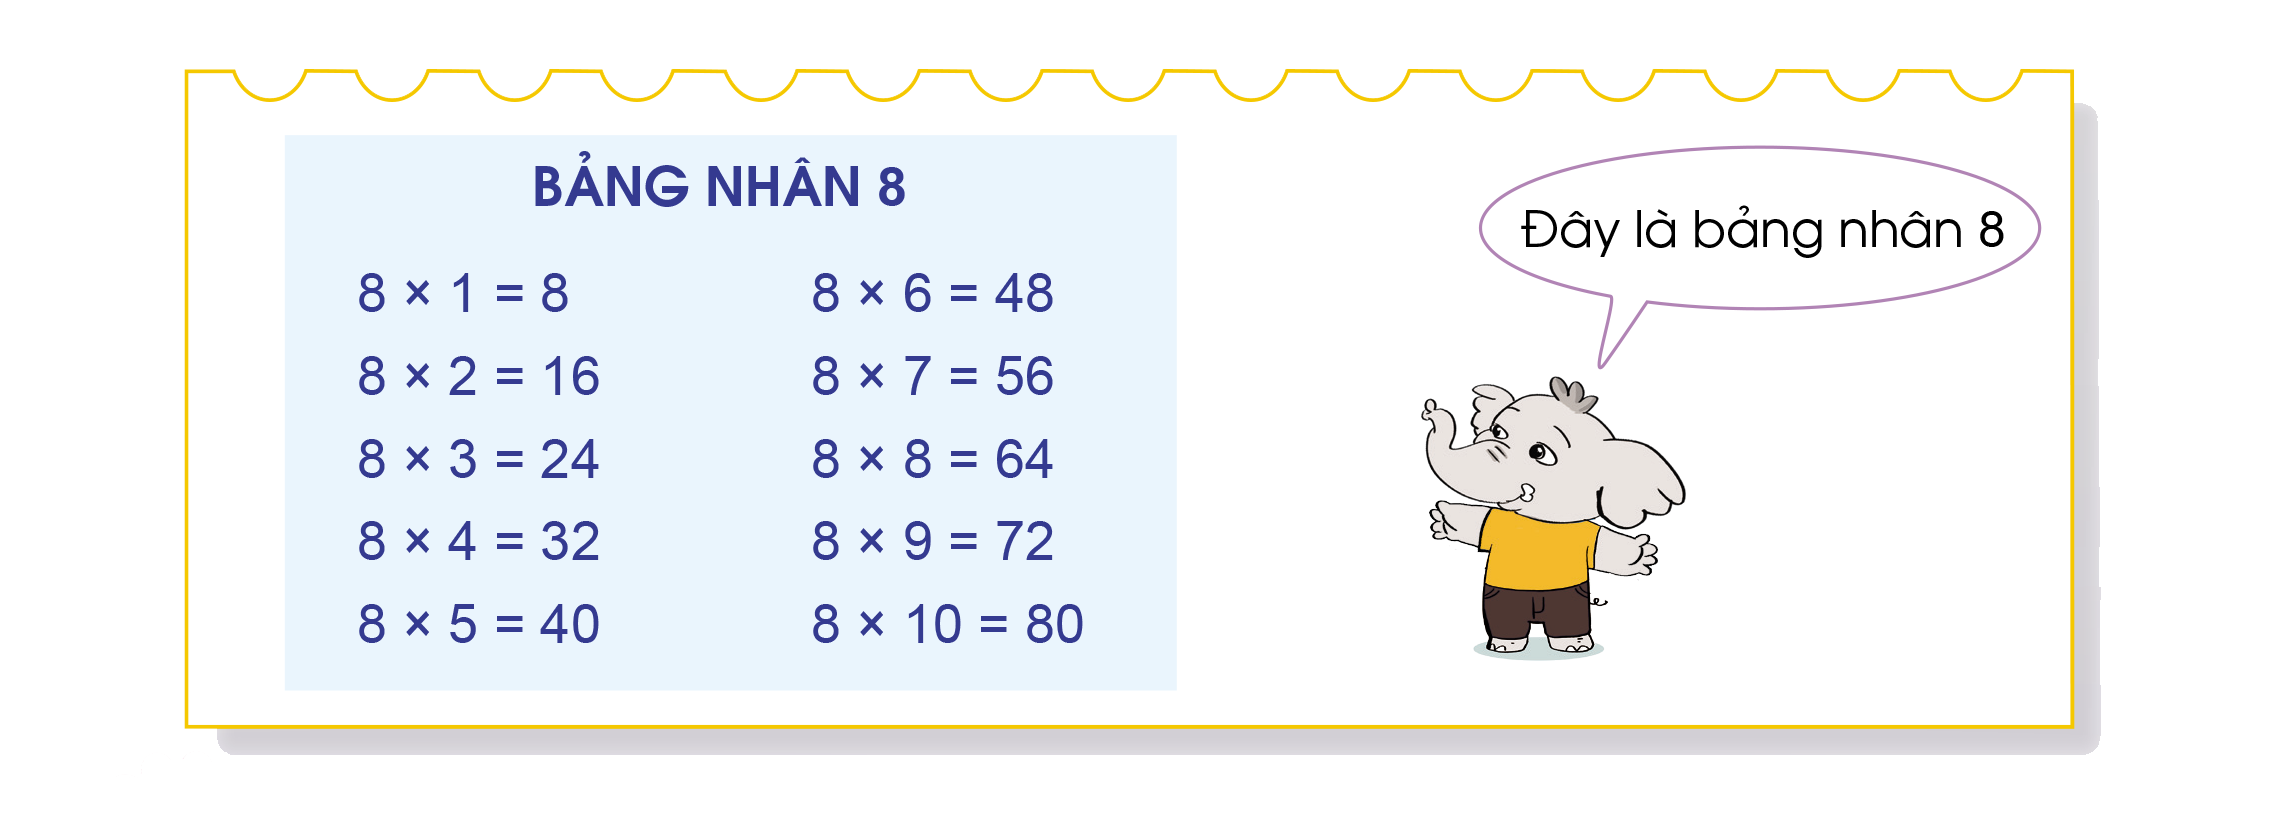 BẢNG NHÂN 8
8 × 1 = 8
8 × 2 = 16
8 × 3 = 24
8 × 4 = 32
8 × 5 = 40
8 × 6 = 48
8 × 7 = 56
8 × 8 = 64
8 × 9 = 72
8 × 10 = 80
Đây là bảng nhân 8